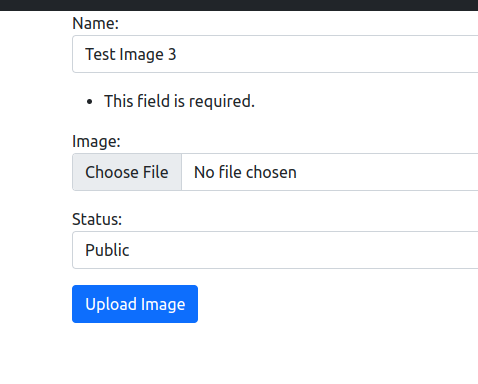 Name:
Test Image 3
This field is required.
Image:
Choose File No file chosen
Status:
Public
Upload Image